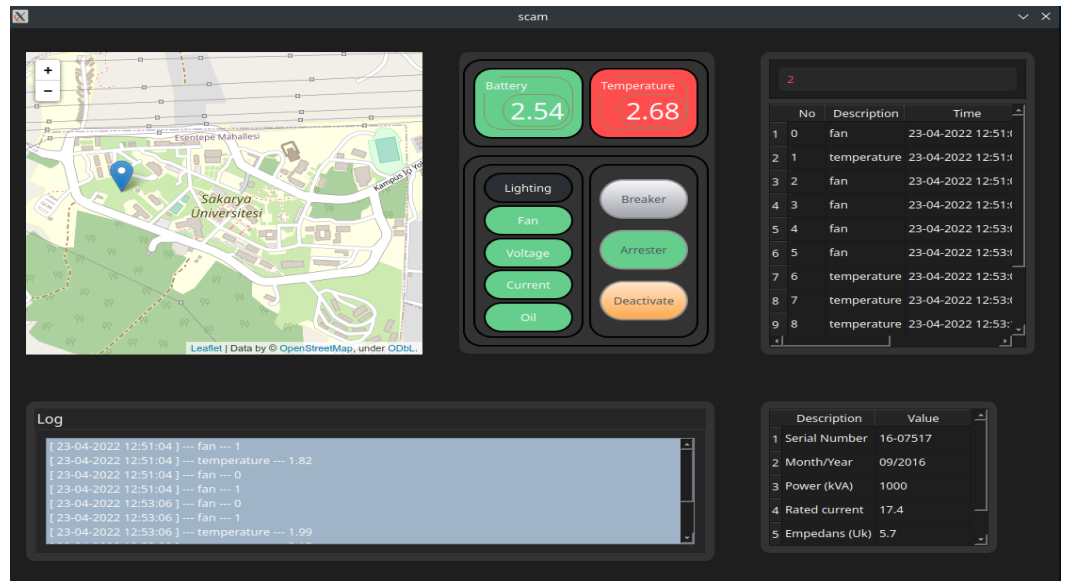 scam
+
−
Esentepe Mahallesi
Kampüs İçi Yol
Sakarya
Üniversitesi
Leaflet | Data by © OpenStreetMap, under ODbL.
Battery
2.54
Temperature
2.68
Lighting
Fan
Voltage
Current
Oil
Breaker
Arrester
Deactivate
2
No Description Time
1 0 fan 23-04-2022 12:51:0
2 1 temperature 23-04-2022 12:51:0
3 2 fan 23-04-2022 12:51:0
4 3 fan 23-04-2022 12:51:0
5 4 fan 23-04-2022 12:53:0
6 5 fan 23-04-2022 12:53:0
7 6 temperature 23-04-2022 12:53:0
8 7 temperature 23-04-2022 12:53:0
9 8 temperature 23-04-2022 12:53:
Log
[ 23-04-2022 12:51:04 ] --- fan --- 1
[ 23-04-2022 12:51:04 ] --- temperature --- 1.82
[ 23-04-2022 12:51:04 ] --- fan --- 0
[ 23-04-2022 12:51:04 ] --- fan --- 1
[ 23-04-2022 12:53:06 ] --- fan --- 0
[ 23-04-2022 12:53:06 ] --- fan --- 1
[ 23-04-2022 12:53:06 ] --- temperature --- 1.99
Description Value
1 Serial Number 16-07517
2 Month/Year 09/2016
3 Power (kVA) 1000
4 Rated current 17.4
5 Empedans (Uk) 5.7